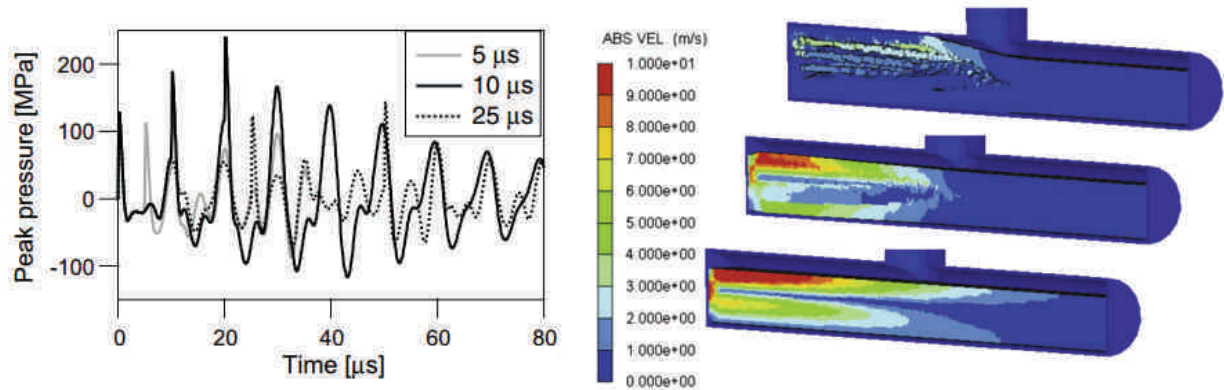 Peak pressure [MPa]
200
100
0
-100
0 20 40 60 80
Time [μs]
5 μs
10 μs
25 μs
ABS VEL (m/s)
1.000e+01
9.000e+00
8.000e+00
7.000e+00
6.000e+00
5.000e+00
4.000e+00
3.000e+00
2.000e+00
1.000e+00
0.000e+00